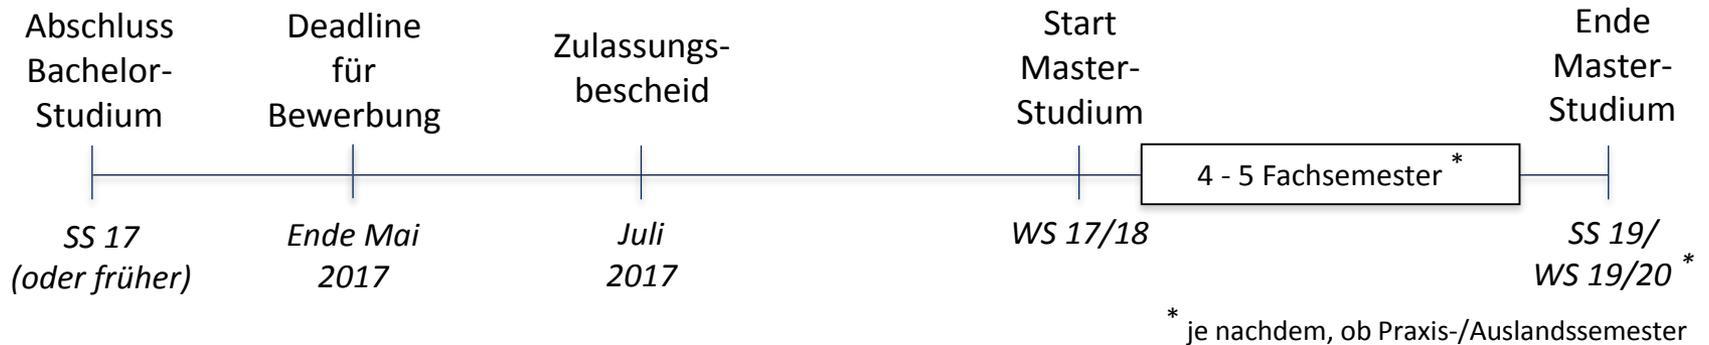 Abschluss
Bachelor-
Studium
Deadline
für
Bewerbung
Zulassungs-
bescheid
Start
Master-
Studium
Ende
Master-
Studium
4 - 5 Fachsemester *
SS 17
(oder früher)
Ende Mai
2017
Juli
2017
WS 17/18
SS 19/
WS 19/20 *
* je nachdem, ob Praxis-/Auslandssemester